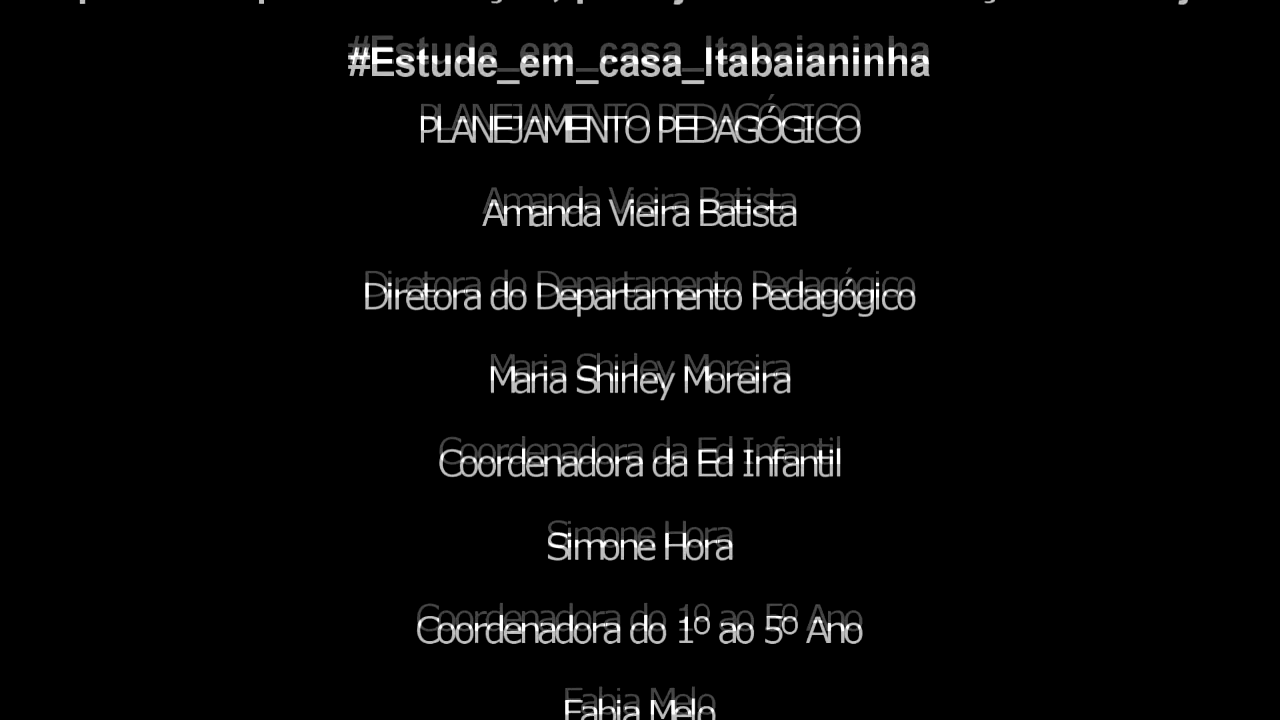 #Estude_em_casa_Itabaianinha
PLANEJAMENTO PEDAGÓGICO
Amanda Vieira Batista
Diretora do Departamento Pedagógico
Maria Shirley Moreira
Coordenadora da Ed Infantil
Simone Hora
Coordenadora do 1º ao 5º Ano
Fabia Melo